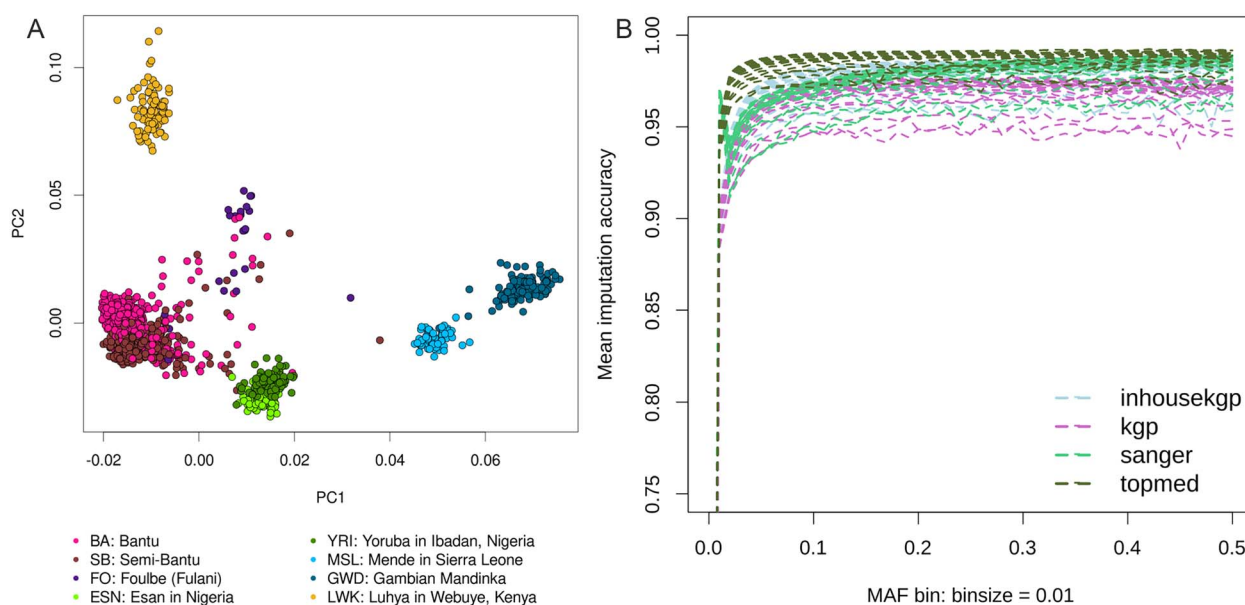 A
PC2
0.10
0.05
0.00
-0.02
0.00
0.02
0.04
0.06
PC1
BA: Bantu
SB: Semi-Bantu
FO: Foulbe (Fulani)
ESN: Esan in Nigeria
YRI: Yoruba in Ibadan, Nigeria
MSL: Mende in Sierra Leone
GWD: Gambian Mandinka
LWK: Luhya in Webuye, Kenya
B
Mean imputation accuracy
1.00
0.95
0.90
0.85
0.80
0.75
inhousekgp
kgp
sanger
topmed
0.0
0.1
0.2
0.3
0.4
0.5
MAF bin: binsize = 0.01